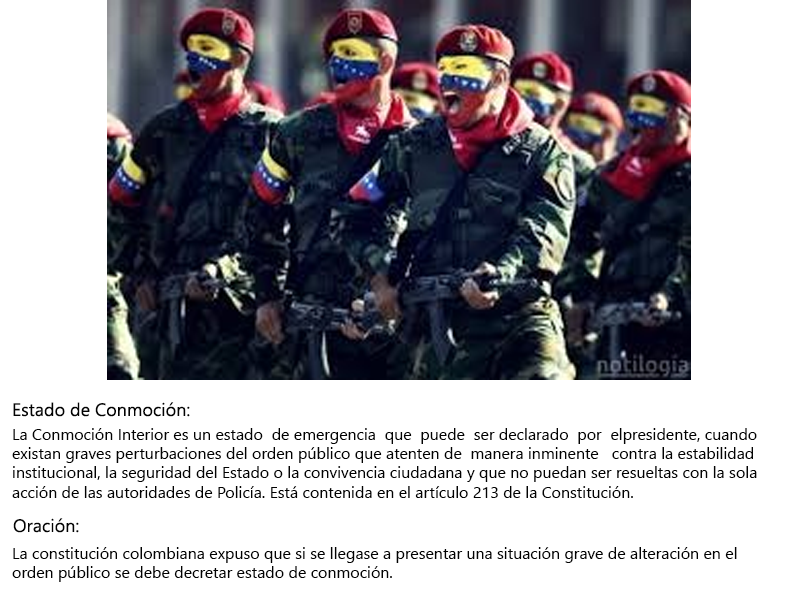 notilogia
Estado de Conmoción:
La Conmoción Interior es un estado de emergencia que puede ser declarado por elpresidente, cuando
existan graves perturbaciones del orden público que atenten de manera inminente contra la estabilidad
institucional, la seguridad del Estado o la convivencia ciudadana y que no puedan ser resueltas con la sola
acción de las autoridades de Policía. Está contenida en el artículo 213 de la Constitución.
Oración:
La constitución colombiana expuso que si se llegase a presentar una situación grave de alteración en el
orden público se debe decretar estado de conmoción.